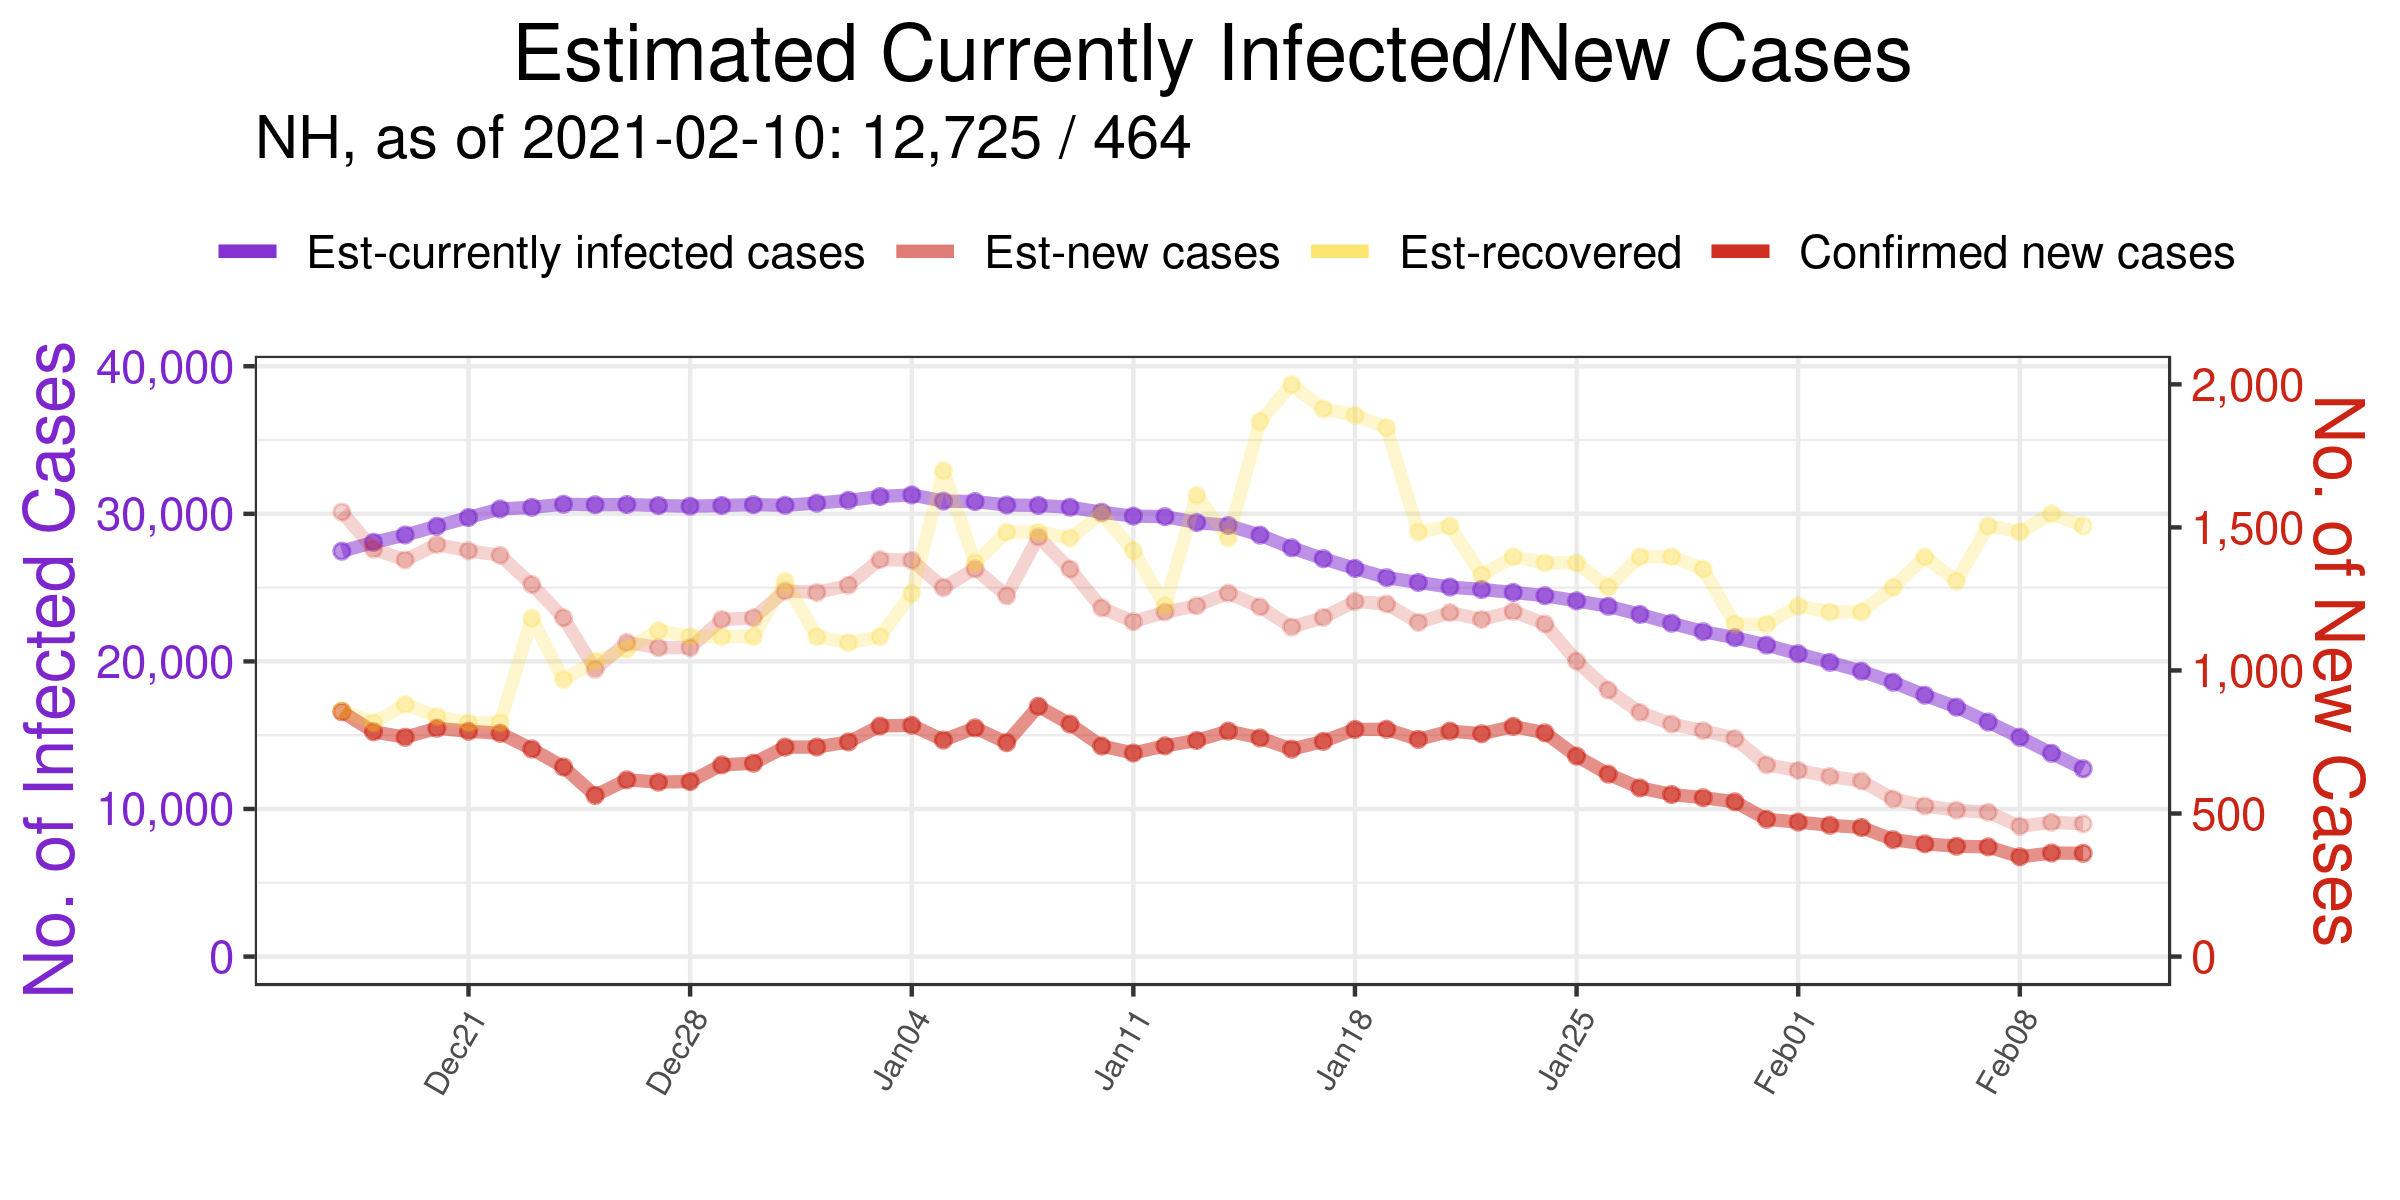 Estimated Currently Infected/New Cases
NH, as of 2021-02-10: 12,725 / 464
Est-currently infected cases Est-new cases Est-recovered Confirmed new cases
No. of Infected Cases
40,000
30,000
20,000
10,000
0
2,000
1,500
1,000
500
0
No. of New Cases
Dec21 Dec28 Jan04 Jan11 Jan18 Jan25 Feb01 Feb08